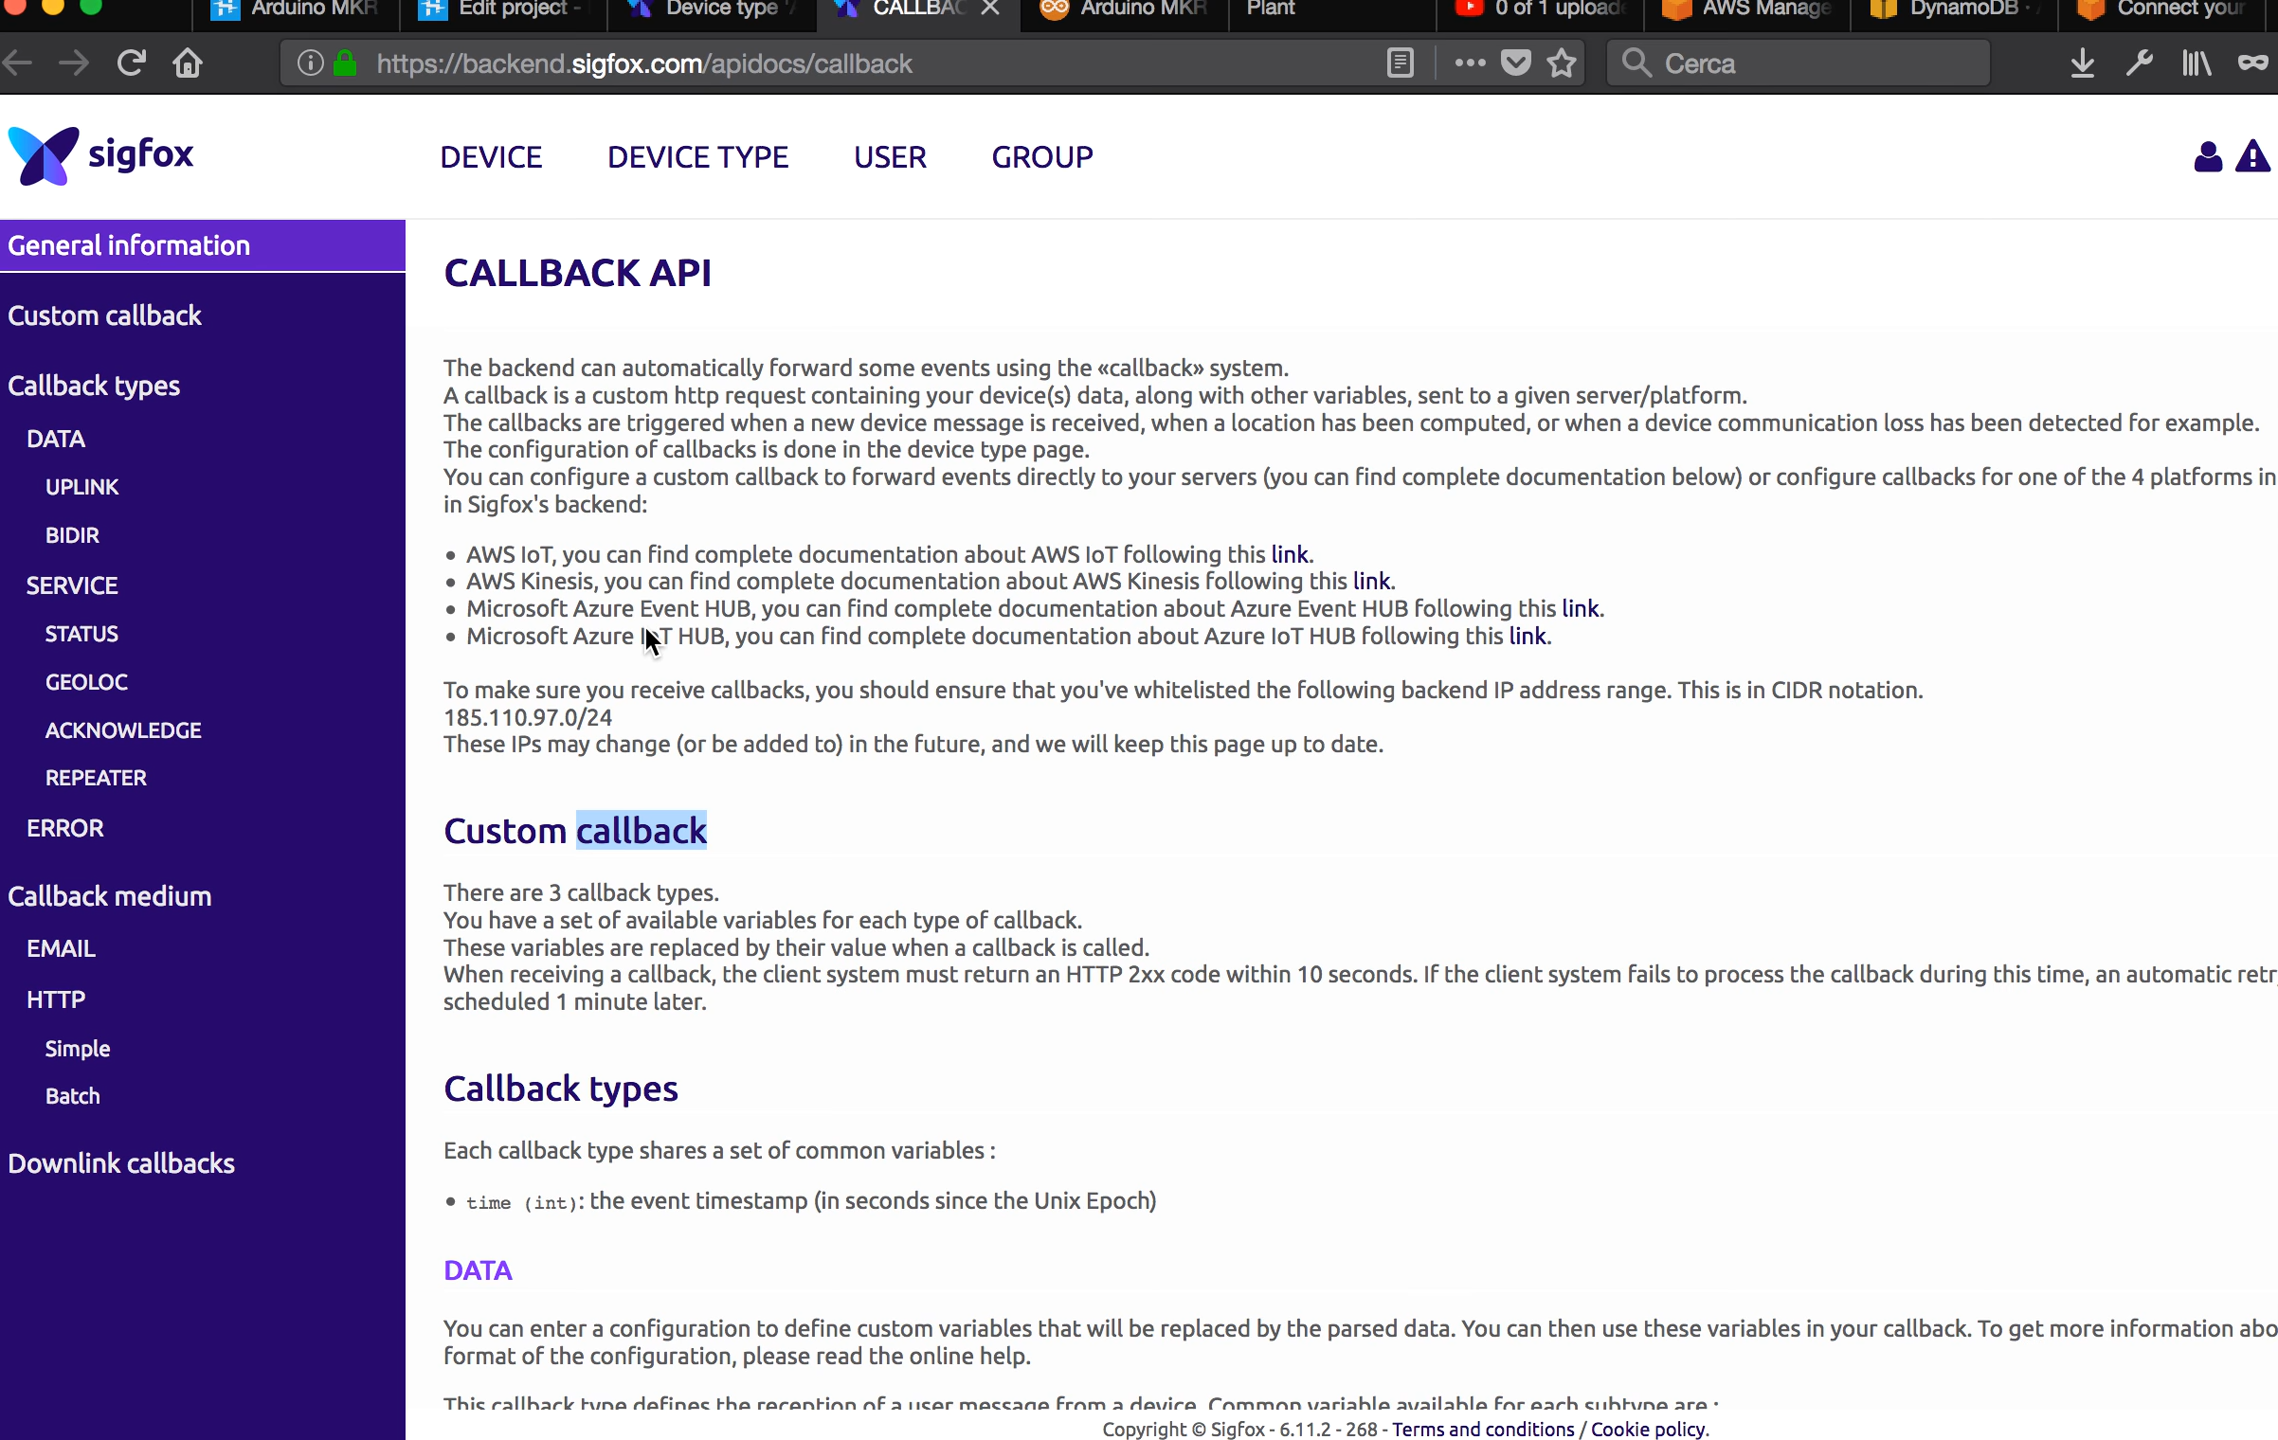 Arduino MKR
Edit project -
Device type
CALLBAC
Arduino MKR
Plant
0 of 1 upload
AWS Manage
DynamoDB ·
Connect your
https://backend.sigfox.com/apidocs/callback
Cerca
sigfox
DEVICE
DEVICE TYPE
USER
GROUP
General information
Custom callback
Callback types
DATA
UPLINK
BIDIR
SERVICE
STATUS
GEOLOC
ACKNOWLEDGE
REPEATER
ERROR
Callback medium
EMAIL
HTTP
Simple
Batch
Downlink callbacks
CALLBACK API
The backend can automatically forward some events using the «callback» system.
A callback is a custom http request containing your device(s) data, along with other variables, sent to a given server/platform.
The callbacks are triggered when a new device message is received, when a location has been computed, or when a device communication loss has been detected for example.
The configuration of callbacks is done in the device type page.
You can configure a custom callback to forward events directly to your servers (you can find complete documentation below) or configure callbacks for one of the 4 platforms in
in Sigfox's backend:
• AWS IoT, you can find complete documentation about AWS IoT following this link.
• AWS Kinesis, you can find complete documentation about AWS Kinesis following this link.
• Microsoft Azure Event HUB, you can find complete documentation about Azure Event HUB following this link.
• Microsoft Azure IoT HUB, you can find complete documentation about Azure IoT HUB following this link.
To make sure you receive callbacks, you should ensure that you've whitelisted the following backend IP address range. This is in CIDR notation.
185.110.97.0/24
These IPs may change (or be added to) in the future, and we will keep this page up to date.
Custom callback
There are 3 callback types.
You have a set of available variables for each type of callback.
These variables are replaced by their value when a callback is called.
When receiving a callback, the client system must return an HTTP 2xx code within 10 seconds. If the client system fails to process the callback during this time, an automatic retr
scheduled 1 minute later.
Callback types
Each callback type shares a set of common variables :
• time (int): the event timestamp (in seconds since the Unix Epoch)
DATA
You can enter a configuration to define custom variables that will be replaced by the parsed data. You can then use these variables in your callback. To get more information abo
format of the configuration, please read the online help.
This callback type defines the reception of a user message from a device. Common variable available for each subtype are :
Copyright © Sigfox - 6.11.2 - 268 - Terms and conditions / Cookie policy.